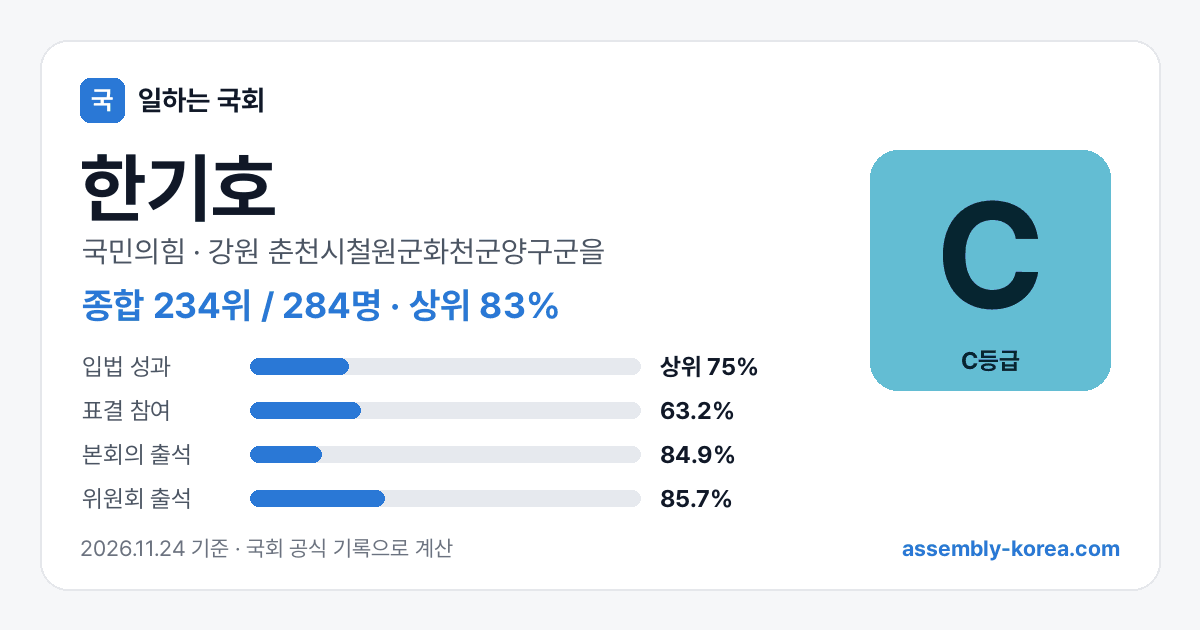 국 일하는 국회
한기호
국민의힘 · 강원 춘천시철원군화천군양구군을
종합 234위 / 284명 · 상위 83%
입법 성과 상위 75%
표결 참여 63.2%
본회의 출석 84.9%
위원회 출석 85.7%
C
C등급
2026.11.24 기준 · 국회 공식 기록으로 계산
assembly-korea.com